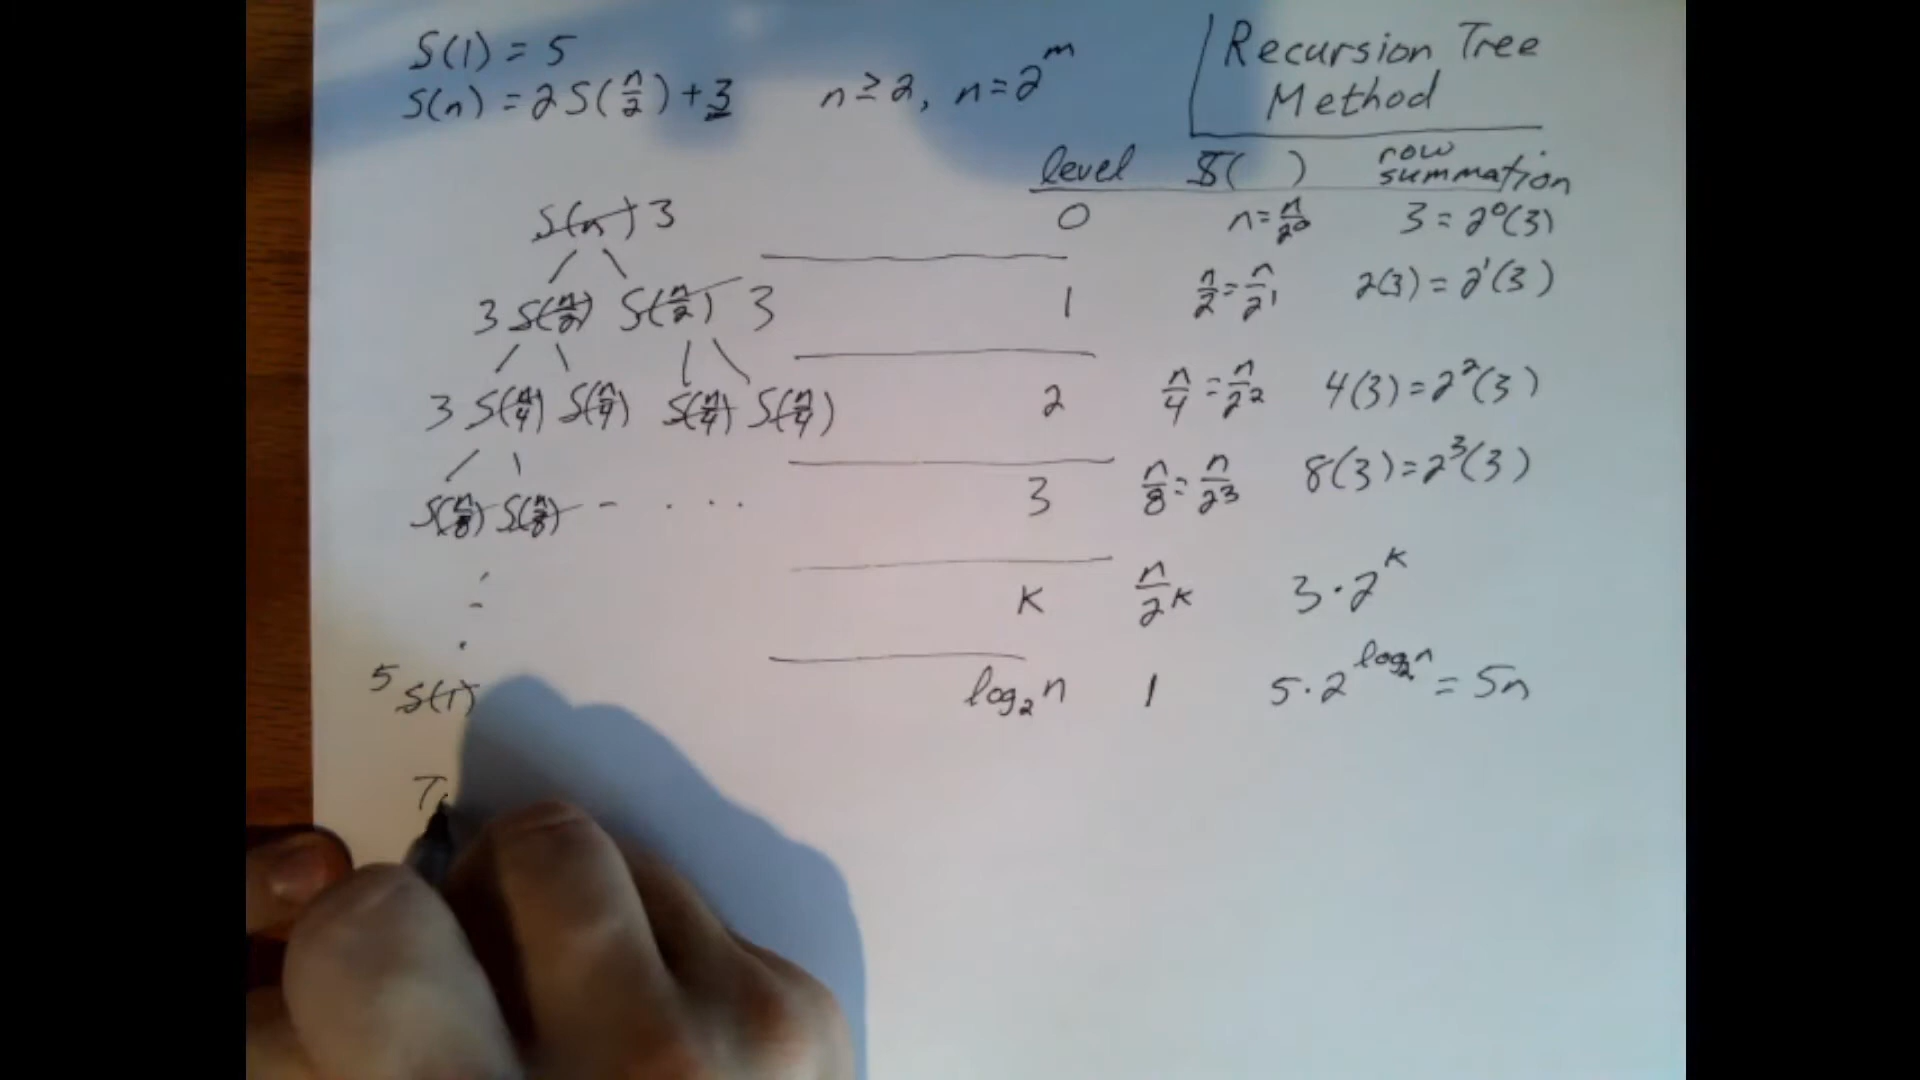 S(1) = 5
S(n) = 2S(n/2) + 3 n ≥ 2, n = 2^m
Recursion Tree
Method
level S( ) row summation
S(n) 3 0 n = n/2^0 3 = 2^0(3)
3 S(n/2) S(n/2) 3 1 n/2 = n/2^1 2(3) = 2^1(3)
3 S(n/4) S(n/4) S(n/4) S(n/4) 2 n/4 = n/2^2 4(3) = 2^2(3)
S(n/8) S(n/8) - . . . 3 n/8 = n/2^3 8(3) = 2^3(3)
K n/2^K 3 · 2^K
5 S(1) log_2 n 1 5 · 2^(log_2 n) = 5n